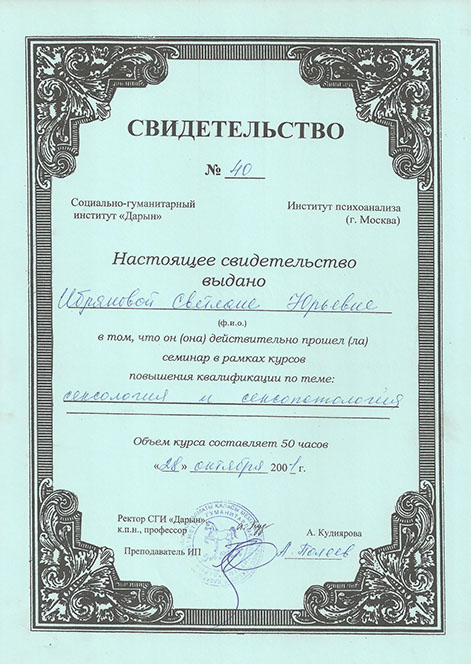 СВИДЕТЕЛЬСТВО
№ 40
Социально-гуманитарный институт «Дарын»
Институт психоанализа (г. Москва)
Настоящее свидетельство
выдано
Ибряновой Светлане Юрьевне
(ф.и.о.)
в том, что он (она) действительно прошел (ла)
семинар в рамках курсов
повышения квалификации по теме:
сексология и сексопатология
Объем курса составляет 50 часов
«28» октября 2001 г.
Ректор СГИ «Дарын»
к.п.н., профессор А. Кудиярова
Преподаватель ИП